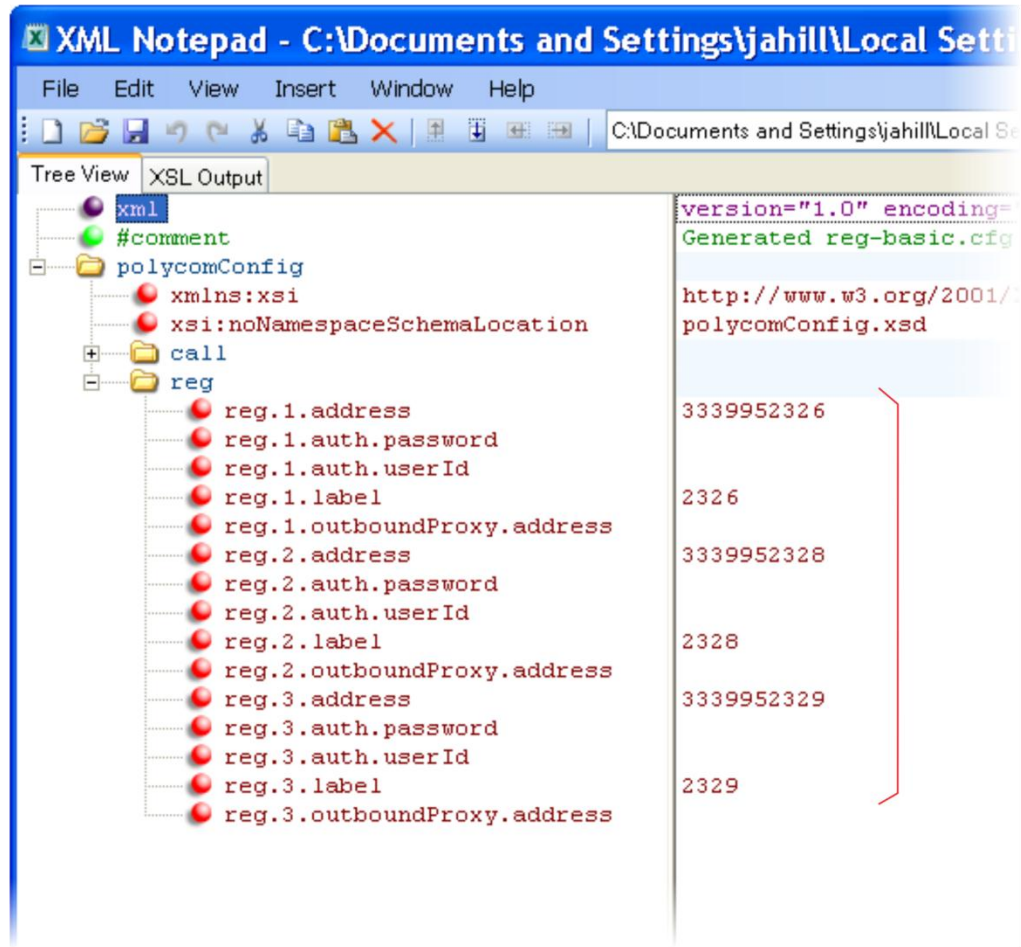 XML Notepad - C:\Documents and Settings\jahill\Local Setti
File Edit View Insert Window Help
C:\Documents and Settings\jahill\Local Se
Tree View XSL Output
xml version="1.0" encoding=
#comment Generated reg-basic.cfg
polycomConfig
xmlns:xsi http://www.w3.org/2001/
xsi:noNamespaceSchemaLocation polycomConfig.xsd
call
reg
reg.1.address 3339952326
reg.1.auth.password
reg.1.auth.userId
reg.1.label 2326
reg.1.outboundProxy.address
reg.2.address 3339952328
reg.2.auth.password
reg.2.auth.userId
reg.2.label 2328
reg.2.outboundProxy.address
reg.3.address 3339952329
reg.3.auth.password
reg.3.auth.userId
reg.3.label 2329
reg.3.outboundProxy.address